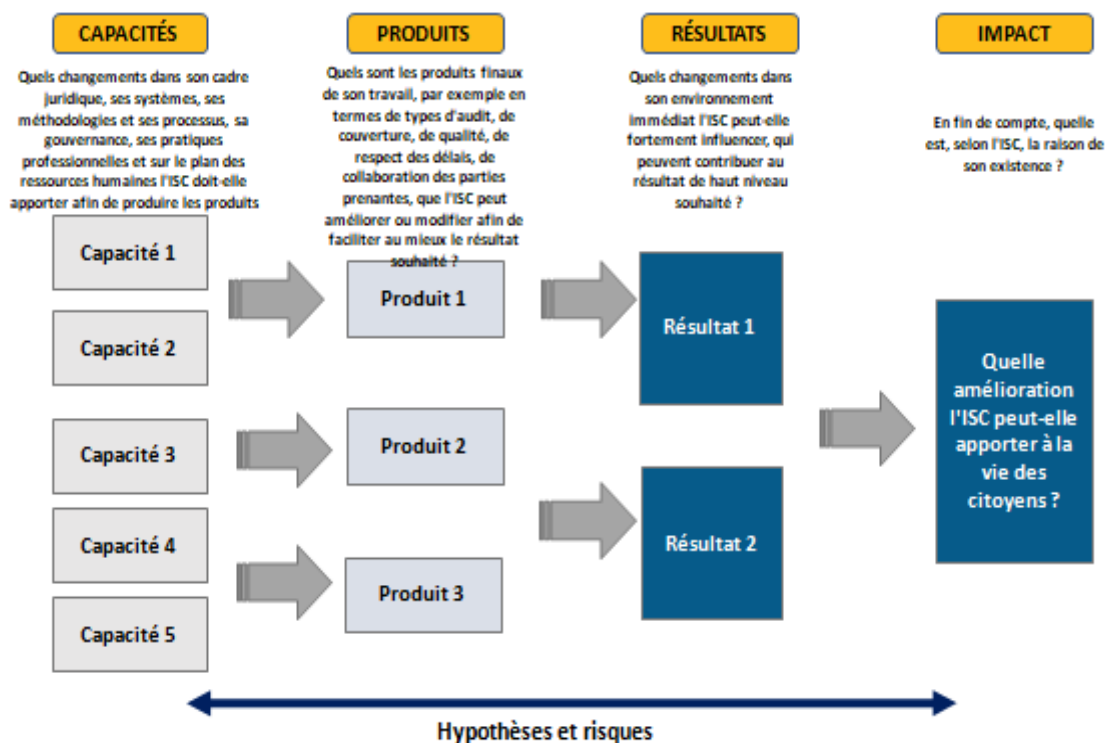 CAPACITÉS
Quels changements dans son cadre
juridique, ses systèmes, ses
méthodologies et ses processus, sa
gouvernance, ses pratiques
professionnelles et sur le plan des
ressources humaines l'ISC doit-elle
apporter afin de produire les produits
Capacité 1
Capacité 2
Capacité 3
Capacité 4
Capacité 5
PRODUITS
Quels sont les produits finaux
de son travail, par exemple en
termes de types d'audit, de
couverture, de qualité, de
respect des délais, de
collaboration des parties
prenantes, que l'ISC peut
améliorer ou modifier afin de
faciliter au mieux le résultat
souhaité ?
Produit 1
Produit 2
Produit 3
RÉSULTATS
Quels changements dans
son environnement
immédiat l'ISC peut-elle
fortement influencer, qui
peuvent contribuer au
résultat de haut niveau
souhaité ?
Résultat 1
Résultat 2
IMPACT
En fin de compte, quelle
est, selon l'ISC, la raison de
son existence ?
Quelle
amélioration
l'ISC peut-elle
apporter à la
vie des
citoyens ?
Hypothèses et risques